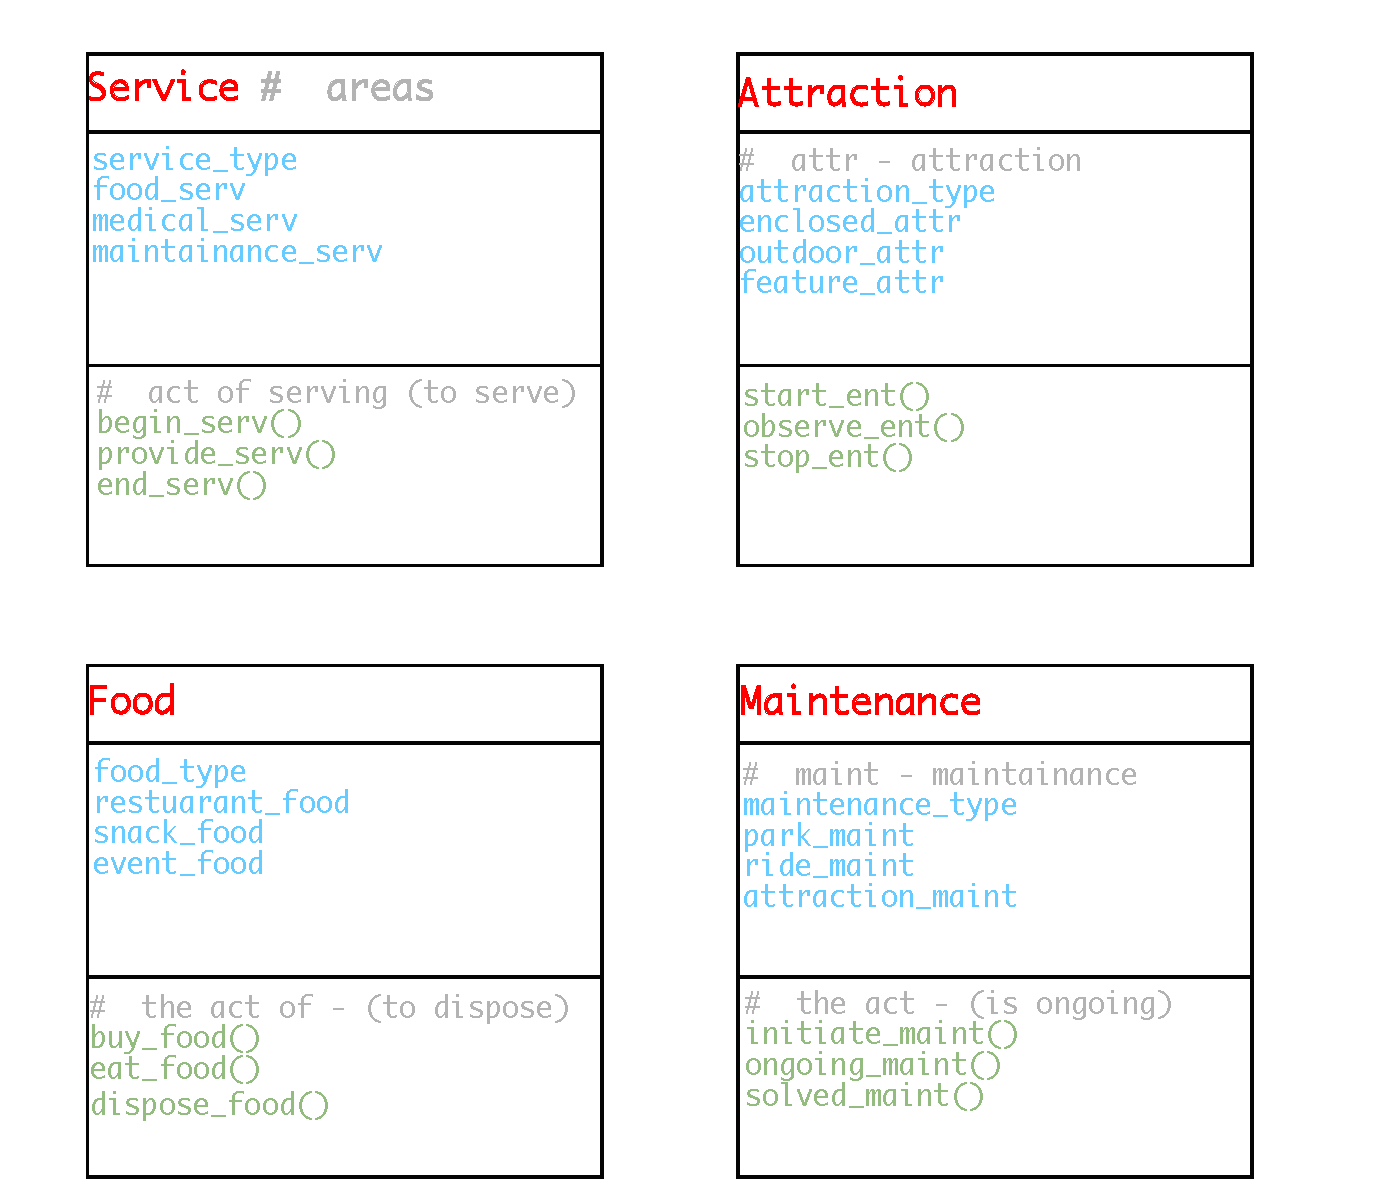 Service #  areas
service_type
food_serv
medical_serv
maintainance_serv
#  act of serving (to serve)
begin_serv()
provide_serv()
end_serv()
Attraction
#  attr - attraction
attraction_type
enclosed_attr
outdoor_attr
feature_attr
start_ent()
observe_ent()
stop_ent()
Food
food_type
restuarant_food
snack_food
event_food
#  the act of - (to dispose)
buy_food()
eat_food()
dispose_food()
Maintenance
#  maint - maintainance
maintenance_type
park_maint
ride_maint
attraction_maint
#  the act - (is ongoing)
initiate_maint()
ongoing_maint()
solved_maint()